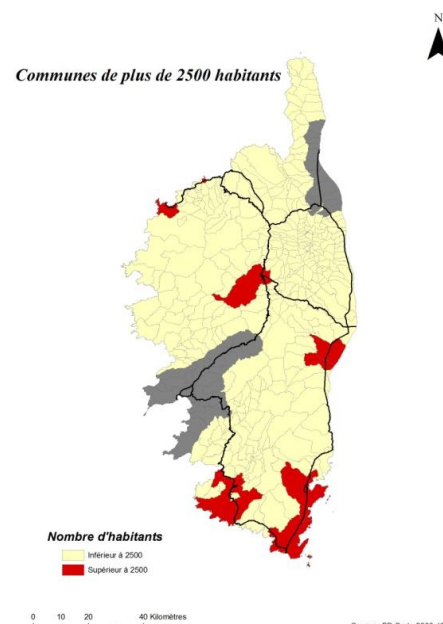 N
Communes de plus de 2500 habitants
Nombre d'habitants
Inférieur à 2500
Supérieur à 2500
0 10 20 40 Kilomètres